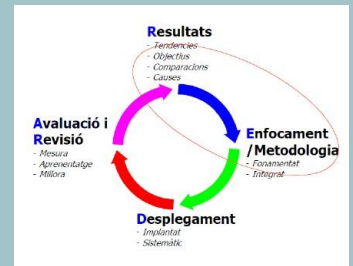 Resultats
- Tendencies
- Objectius
- Comparacions
- Causes
Enfocament
/Metodologia
- Fonamentat
- Integrat
Desplegament
- Implantat
- Sistemàtic
Avaluació i
Revisió
- Mesura
- Aprenentatge
- Millora